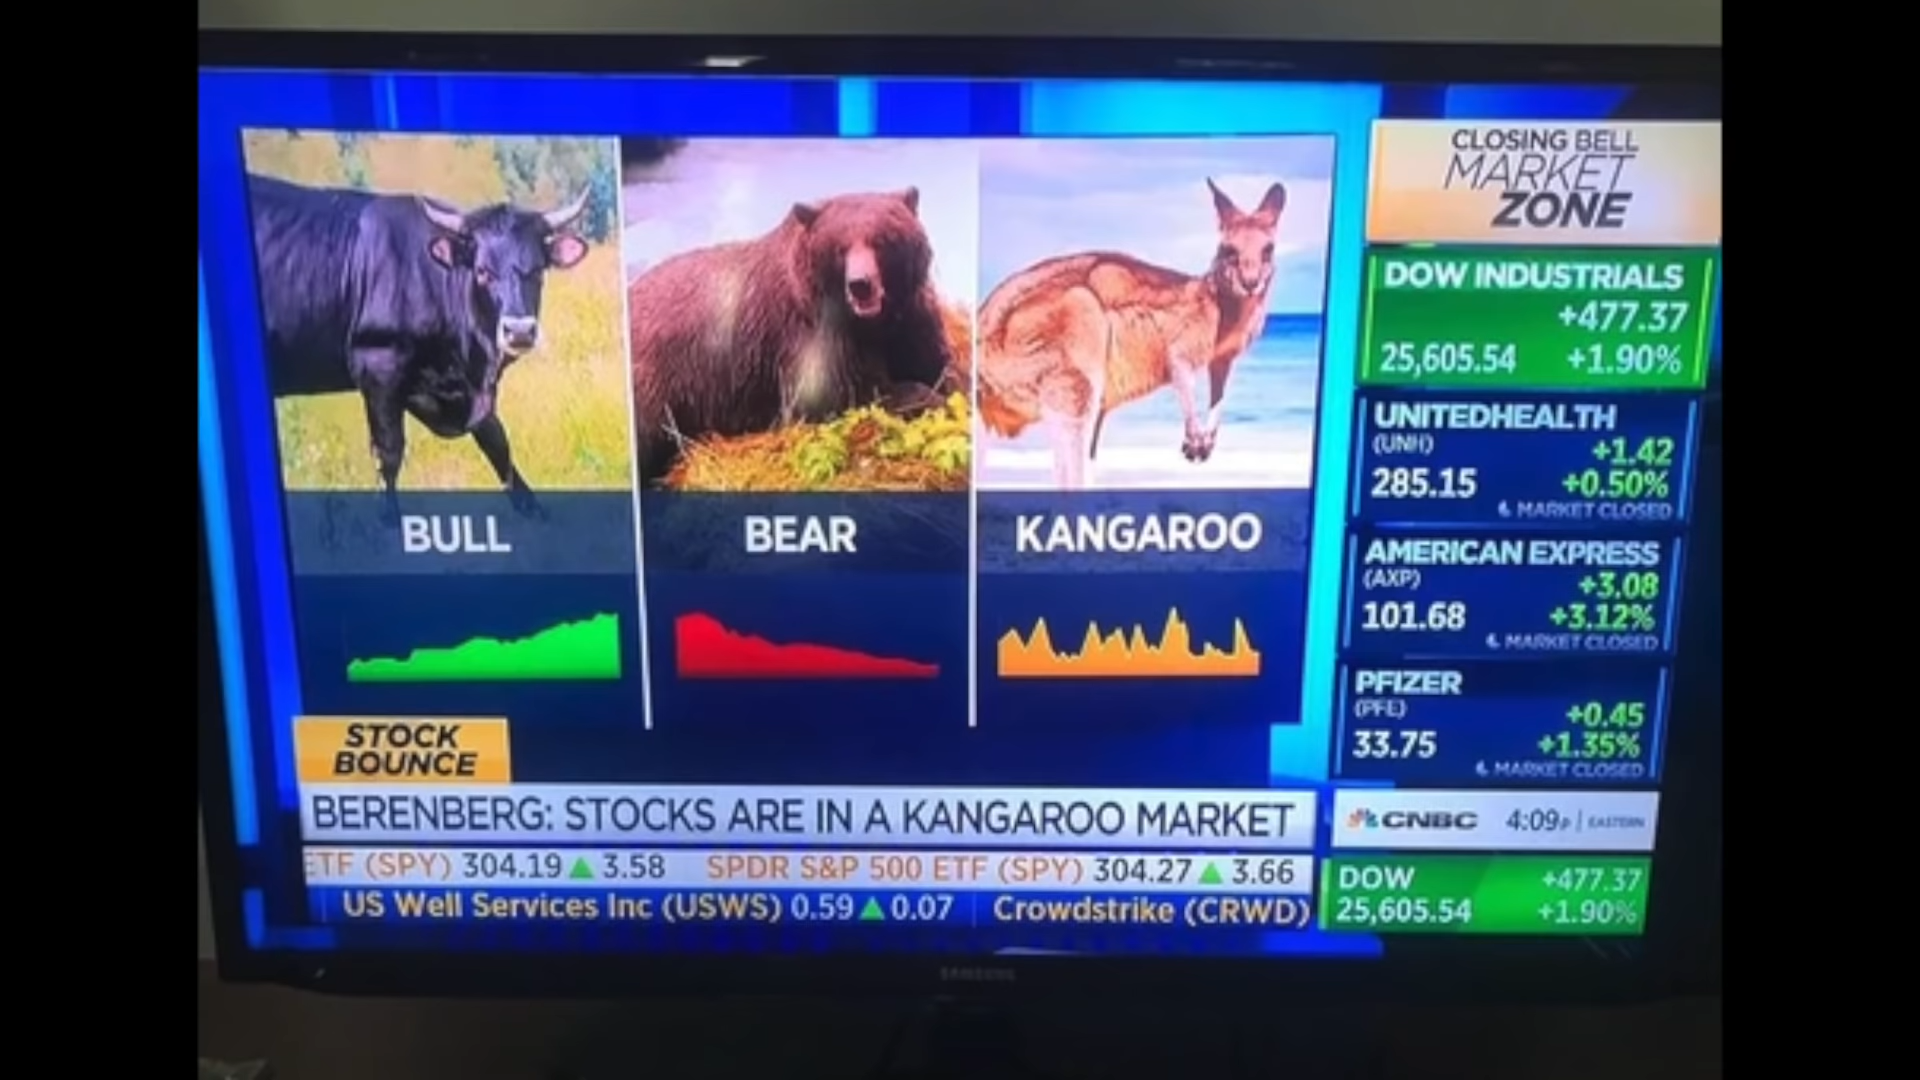 CLOSING BELL
MARKET
ZONE
DOW INDUSTRIALS
+477.37
25,605.54 +1.90%
UNITEDHEALTH
(UNH) +1.42
285.15 +0.50%
MARKET CLOSED
AMERICAN EXPRESS
(AXP) +3.08
101.68 +3.12%
MARKET CLOSED
PFIZER
(PFE) +0.45
33.75 +1.35%
MARKET CLOSED
BULL
BEAR
KANGAROO
STOCK
BOUNCE
BERENBERG: STOCKS ARE IN A KANGAROO MARKET
CNBC 4:09P | EASTERN
ETF (SPY) 304.19 ▲ 3.58 SPDR S&P 500 ETF (SPY) 304.27 ▲ 3.66
US Well Services Inc (USWS) 0.59 ▲ 0.07 Crowdstrike (CRWD)
DOW +477.37
25,605.54 +1.90%
SAMSUNG